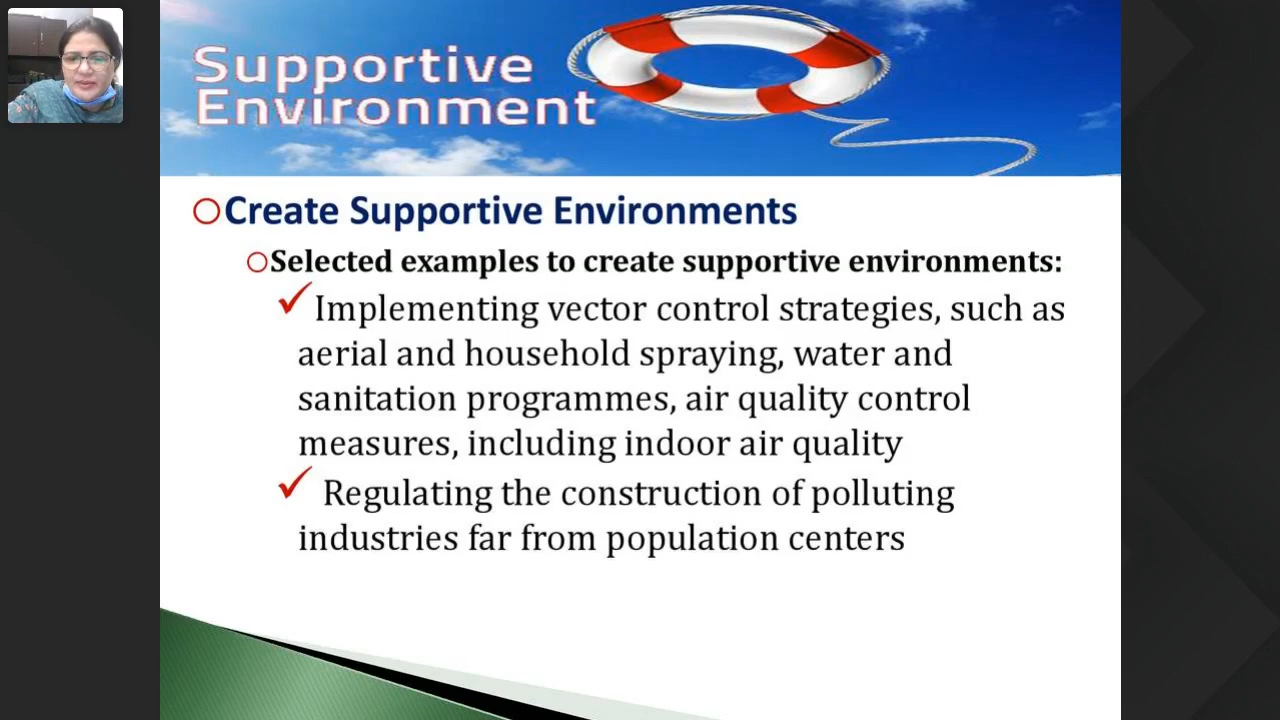 Supportive
Environment
Create Supportive Environments
Selected examples to create supportive environments:
Implementing vector control strategies, such as
aerial and household spraying, water and
sanitation programmes, air quality control
measures, including indoor air quality
Regulating the construction of polluting
industries far from population centers